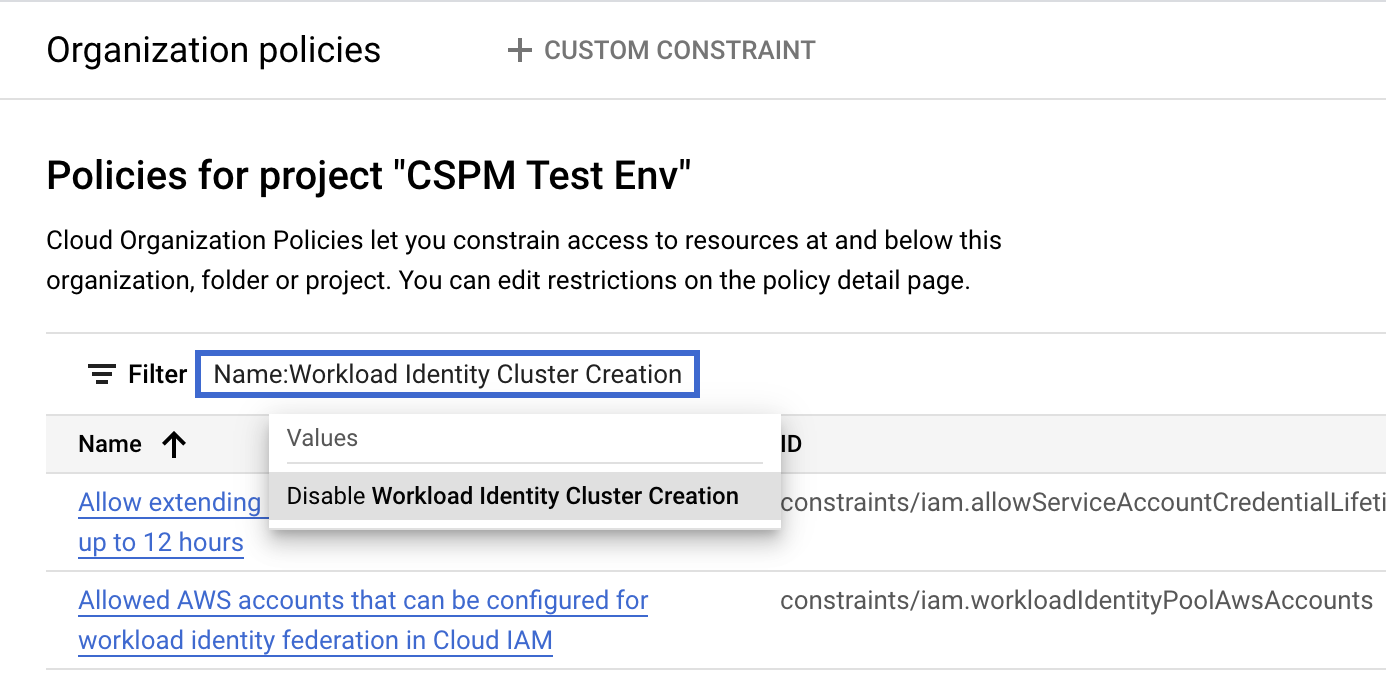 Organization policies
+ CUSTOM CONSTRAINT
Policies for project "CSPM Test Env"
Cloud Organization Policies let you constrain access to resources at and below this
organization, folder or project. You can edit restrictions on the policy detail page.
Filter Name:Workload Identity Cluster Creation
Name ID
Values
Disable Workload Identity Cluster Creation
Allow extending constraints/iam.allowServiceAccountCredentialLifeti
up to 12 hours
Allowed AWS accounts that can be configured for constraints/iam.workloadIdentityPoolAwsAccounts
workload identity federation in Cloud IAM